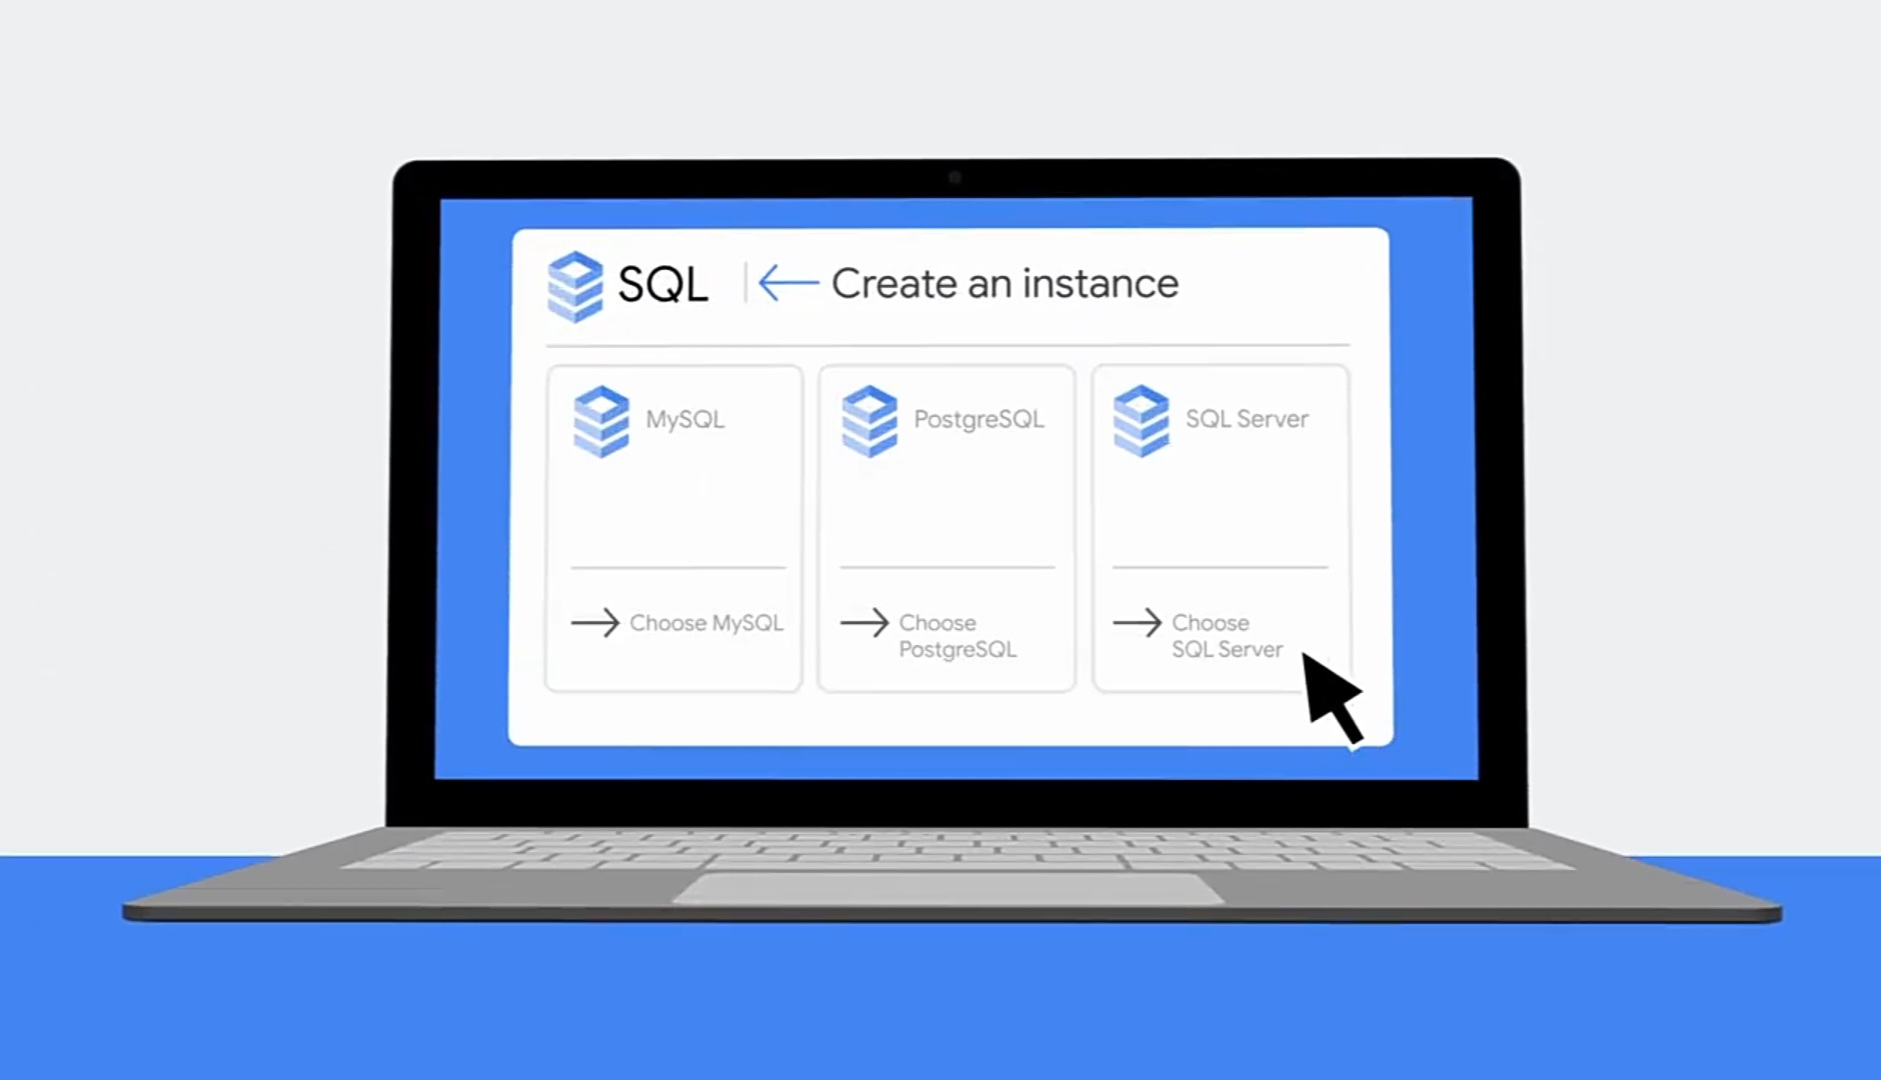 SQL
Create an instance
MySQL
PostgreSQL
SQL Server
Choose MySQL
Choose
PostgreSQL
Choose
SQL Server